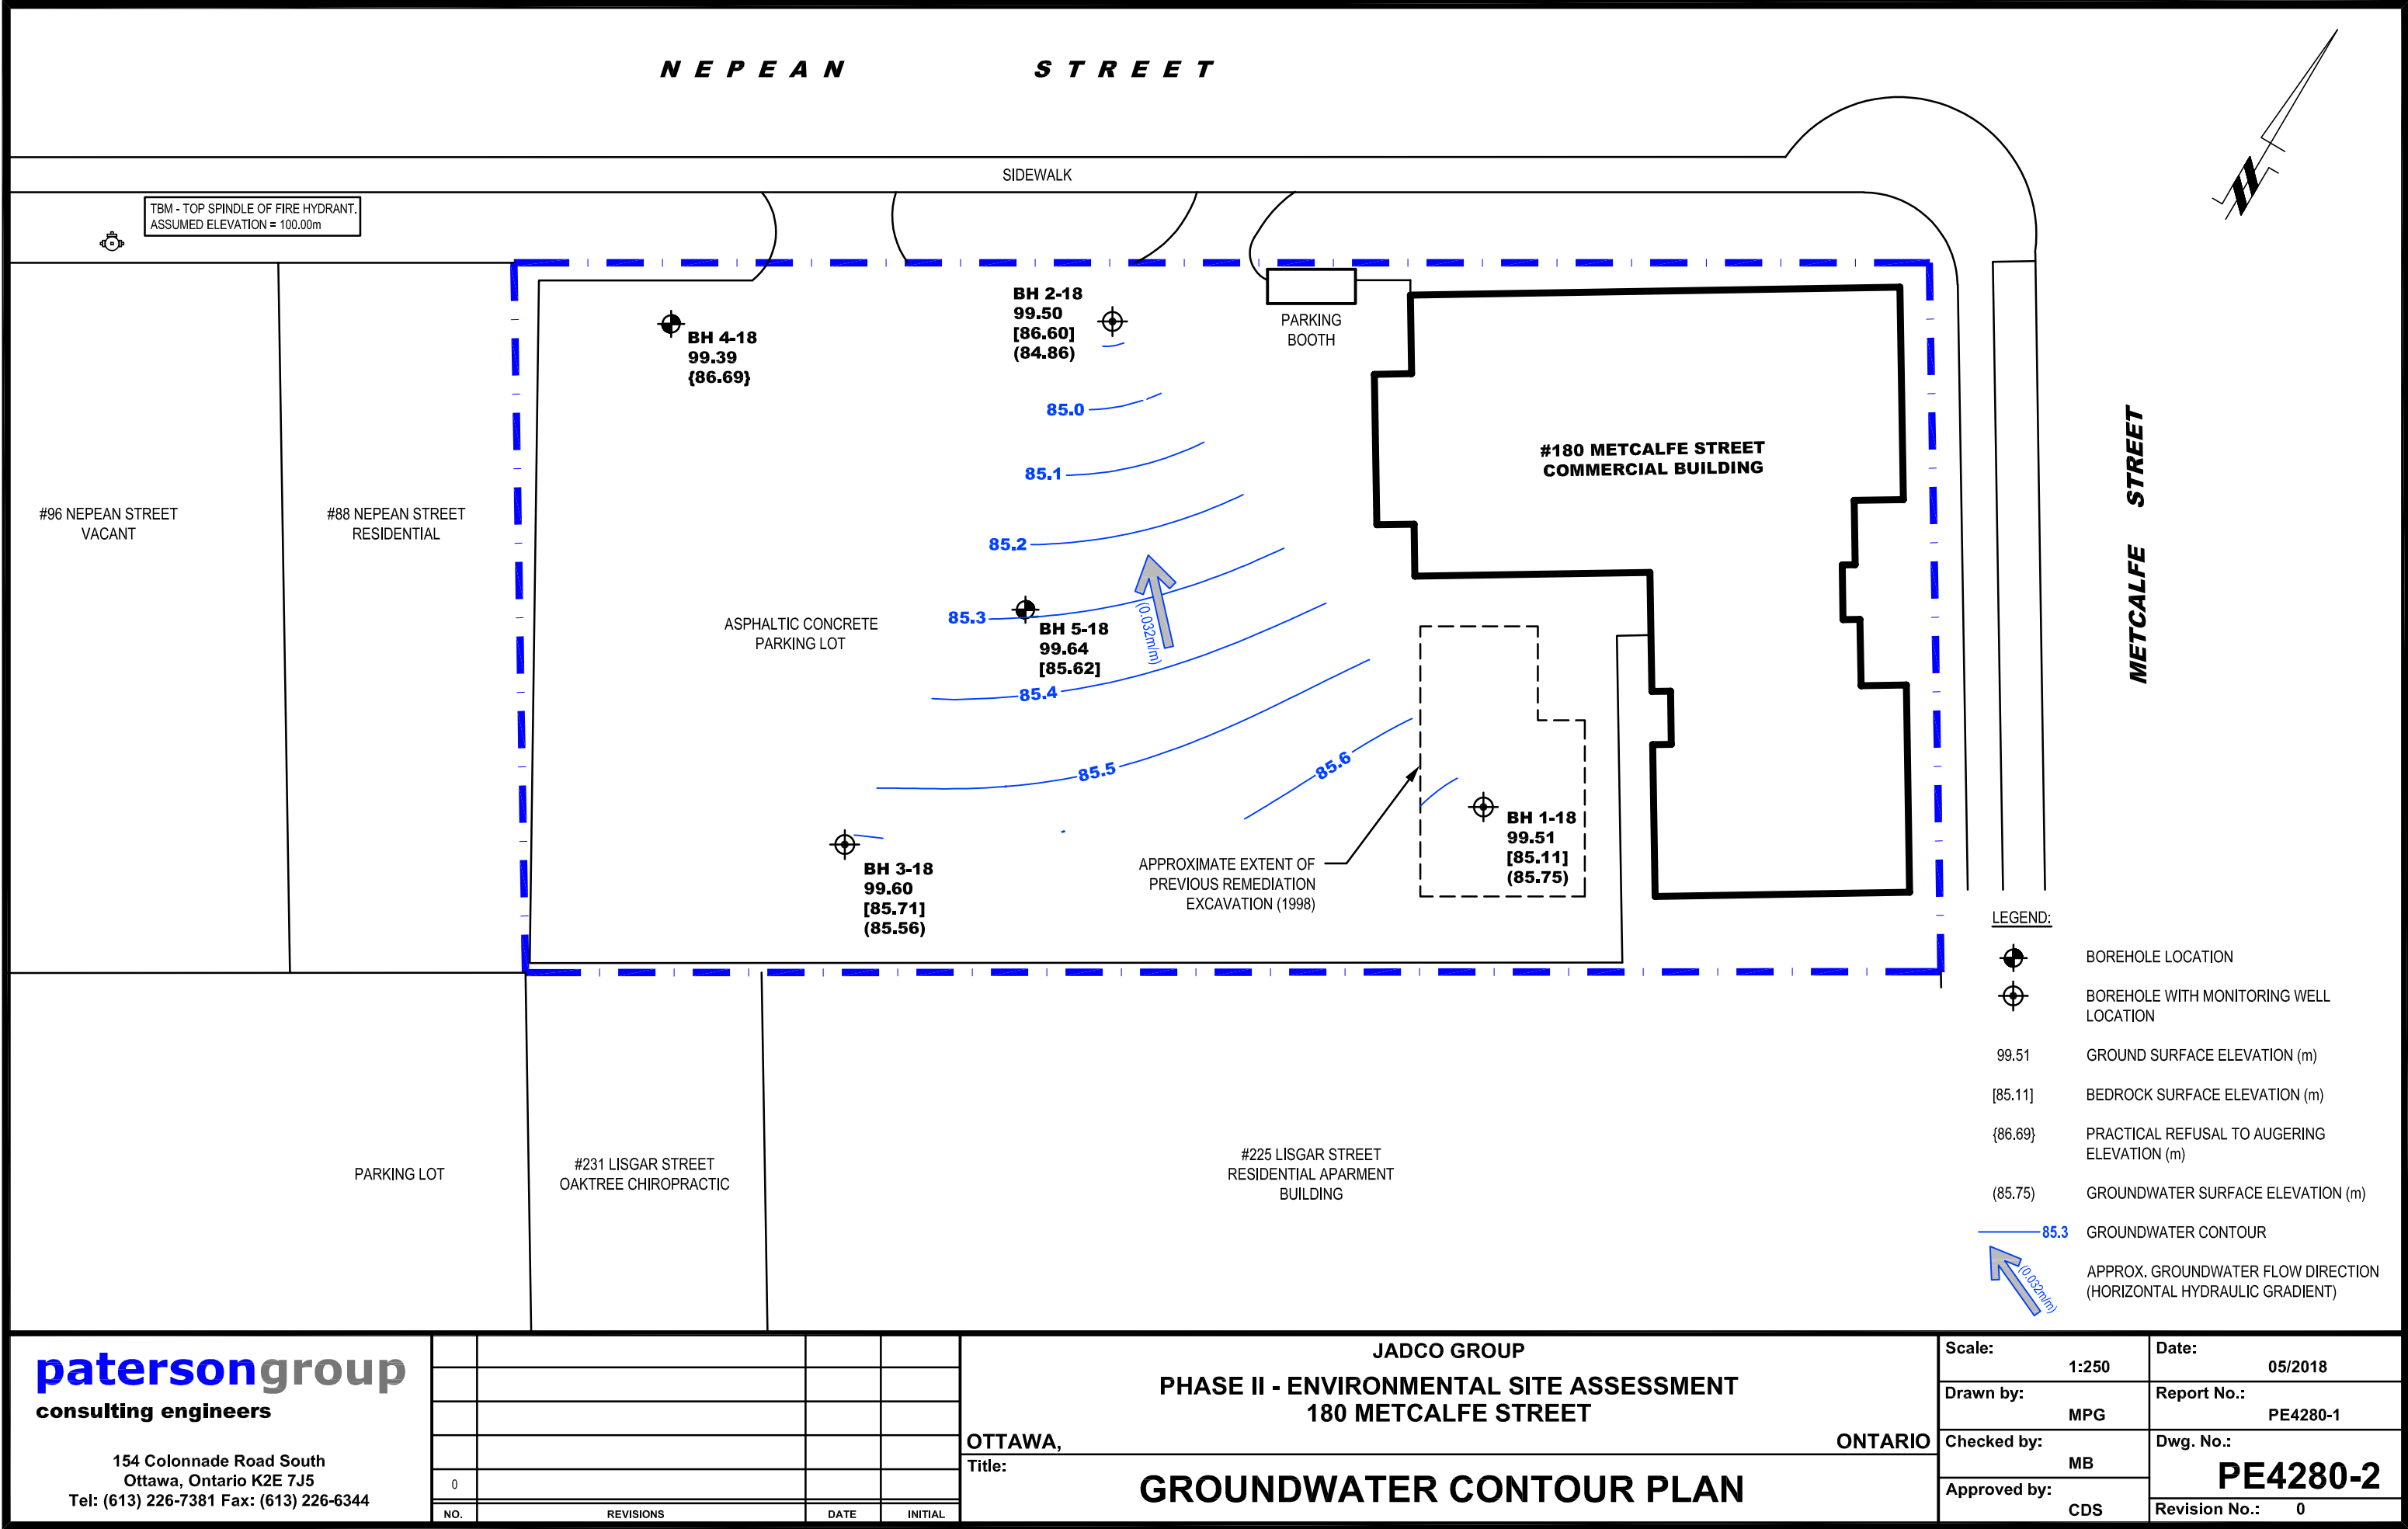 NEPEAN STREET
SIDEWALK
TBM - TOP SPINDLE OF FIRE HYDRANT.
ASSUMED ELEVATION = 100.00m
BH 4-18
99.39
{86.69}
BH 2-18
99.50
[86.60]
(84.86)
PARKING
BOOTH
#180 METCALFE STREET
COMMERCIAL BUILDING
METCALFE STREET
#96 NEPEAN STREET
VACANT
#88 NEPEAN STREET
RESIDENTIAL
ASPHALTIC CONCRETE
PARKING LOT
85.0
85.1
85.2
85.3
85.4
85.5
85.6
(0.032m/m)
BH 5-18
99.64
[85.62]
BH 3-18
99.60
[85.71]
(85.56)
BH 1-18
99.51
[85.11]
(85.75)
APPROXIMATE EXTENT OF
PREVIOUS REMEDIATION
EXCAVATION (1998)
PARKING LOT
#231 LISGAR STREET
OAKTREE CHIROPRACTIC
#225 LISGAR STREET
RESIDENTIAL APARMENT
BUILDING
LEGEND:
BOREHOLE LOCATION
BOREHOLE WITH MONITORING WELL
LOCATION
99.51 GROUND SURFACE ELEVATION (m)
[85.11] BEDROCK SURFACE ELEVATION (m)
{86.69} PRACTICAL REFUSAL TO AUGERING
ELEVATION (m)
(85.75) GROUNDWATER SURFACE ELEVATION (m)
85.3 GROUNDWATER CONTOUR
(0.032m/m) APPROX. GROUNDWATER FLOW DIRECTION
(HORIZONTAL HYDRAULIC GRADIENT)
patersongroup
consulting engineers
154 Colonnade Road South
Ottawa, Ontario K2E 7J5
Tel: (613) 226-7381 Fax: (613) 226-6344
0
NO. REVISIONS DATE INITIAL
JADCO GROUP
PHASE II - ENVIRONMENTAL SITE ASSESSMENT
180 METCALFE STREET
OTTAWA, ONTARIO
Title:
GROUNDWATER CONTOUR PLAN
Scale:
1:250
Date:
05/2018
Drawn by:
MPG
Report No.:
PE4280-1
Checked by:
MB
Dwg. No.:
PE4280-2
Approved by:
CDS
Revision No.: 0